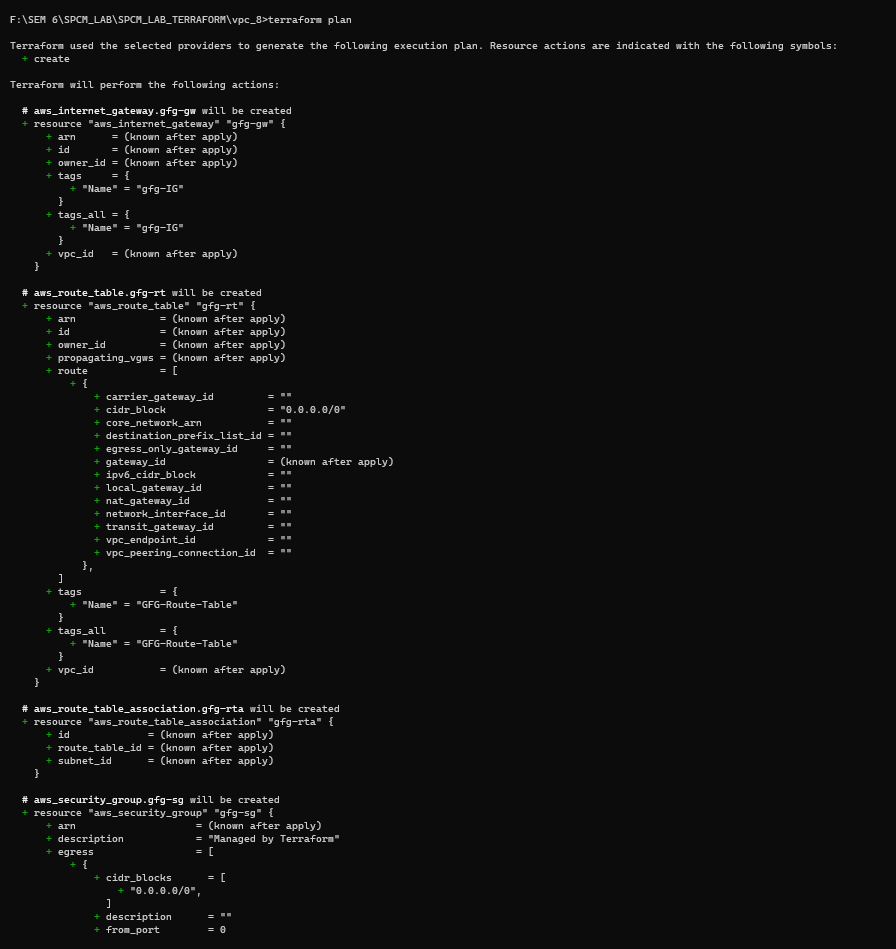 F:\SEM 6\SPCM_LAB\SPCM_LAB_TERRAFORM\vpc_8>terraform plan

Terraform used the selected providers to generate the following execution plan. Resource actions are indicated with the following symbols:
  + create

Terraform will perform the following actions:

  # aws_internet_gateway.gfg-gw will be created
  + resource "aws_internet_gateway" "gfg-gw" {
      + arn      = (known after apply)
      + id       = (known after apply)
      + owner_id = (known after apply)
      + tags     = {
          + "Name" = "gfg-IG"
        }
      + tags_all = {
          + "Name" = "gfg-IG"
        }
      + vpc_id   = (known after apply)
    }

  # aws_route_table.gfg-rt will be created
  + resource "aws_route_table" "gfg-rt" {
      + arn              = (known after apply)
      + id               = (known after apply)
      + owner_id         = (known after apply)
      + propagating_vgws = (known after apply)
      + route            = [
          + {
              + carrier_gateway_id         = ""
              + cidr_block                 = "0.0.0.0/0"
              + core_network_arn           = ""
              + destination_prefix_list_id = ""
              + egress_only_gateway_id     = ""
              + gateway_id                 = (known after apply)
              + ipv6_cidr_block            = ""
              + local_gateway_id           = ""
              + nat_gateway_id             = ""
              + network_interface_id       = ""
              + transit_gateway_id         = ""
              + vpc_endpoint_id            = ""
              + vpc_peering_connection_id  = ""
            },
        ]
      + tags             = {
          + "Name" = "GFG-Route-Table"
        }
      + tags_all         = {
          + "Name" = "GFG-Route-Table"
        }
      + vpc_id           = (known after apply)
    }

  # aws_route_table_association.gfg-rta will be created
  + resource "aws_route_table_association" "gfg-rta" {
      + id             = (known after apply)
      + route_table_id = (known after apply)
      + subnet_id      = (known after apply)
    }

  # aws_security_group.gfg-sg will be created
  + resource "aws_security_group" "gfg-sg" {
      + arn                    = (known after apply)
      + description            = "Managed by Terraform"
      + egress                 = [
          + {
              + cidr_blocks      = [
                  + "0.0.0.0/0",
                ]
              + description      = ""
              + from_port        = 0